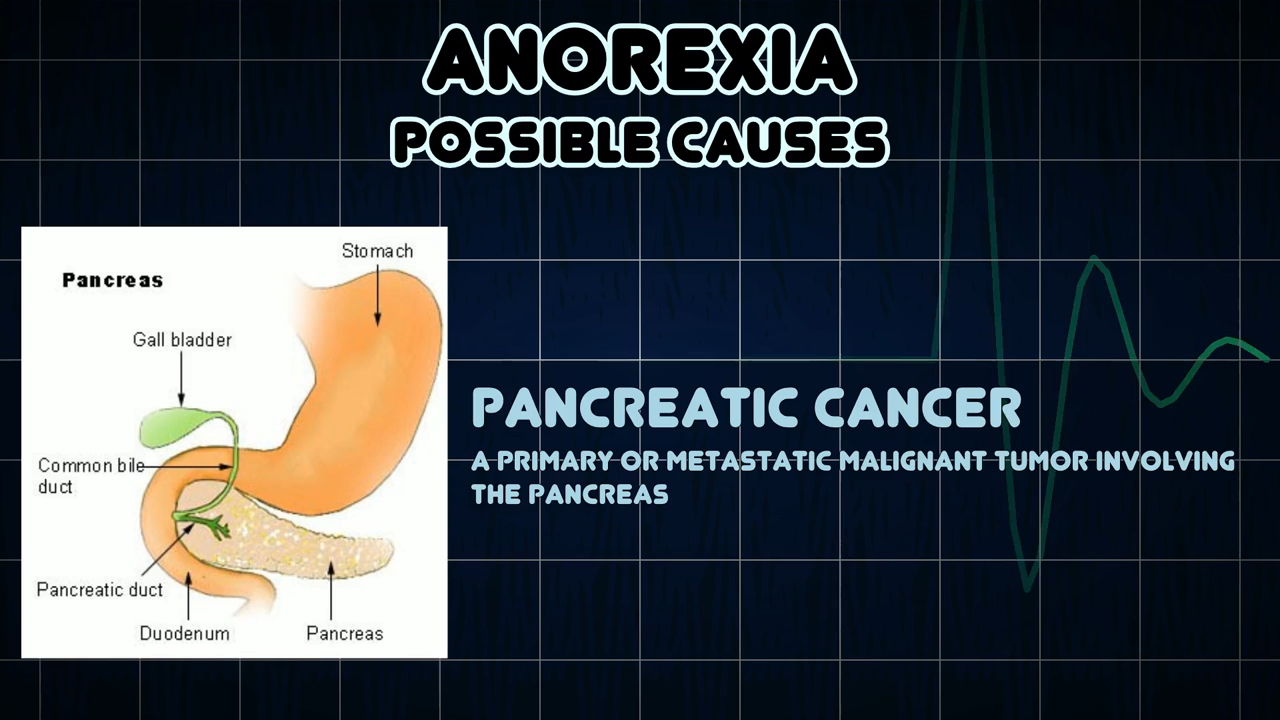 ANOREXIA
POSSIBLE CAUSES
Stomach
Pancreas
Gall bladder
Common bile
duct
Pancreatic duct
Duodenum
Pancreas
PANCREATIC CANCER
A PRIMARY OR METASTATIC MALIGNANT TUMOR INVOLVING
THE PANCREAS